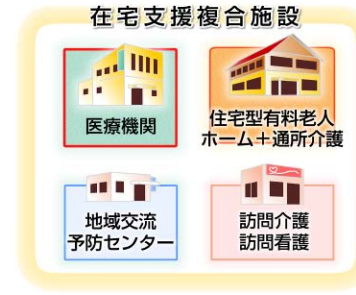 在宅支援複合施設
医療機関
住宅型有料老人
ホーム＋通所介護
地域交流
予防センター
訪問介護
訪問看護